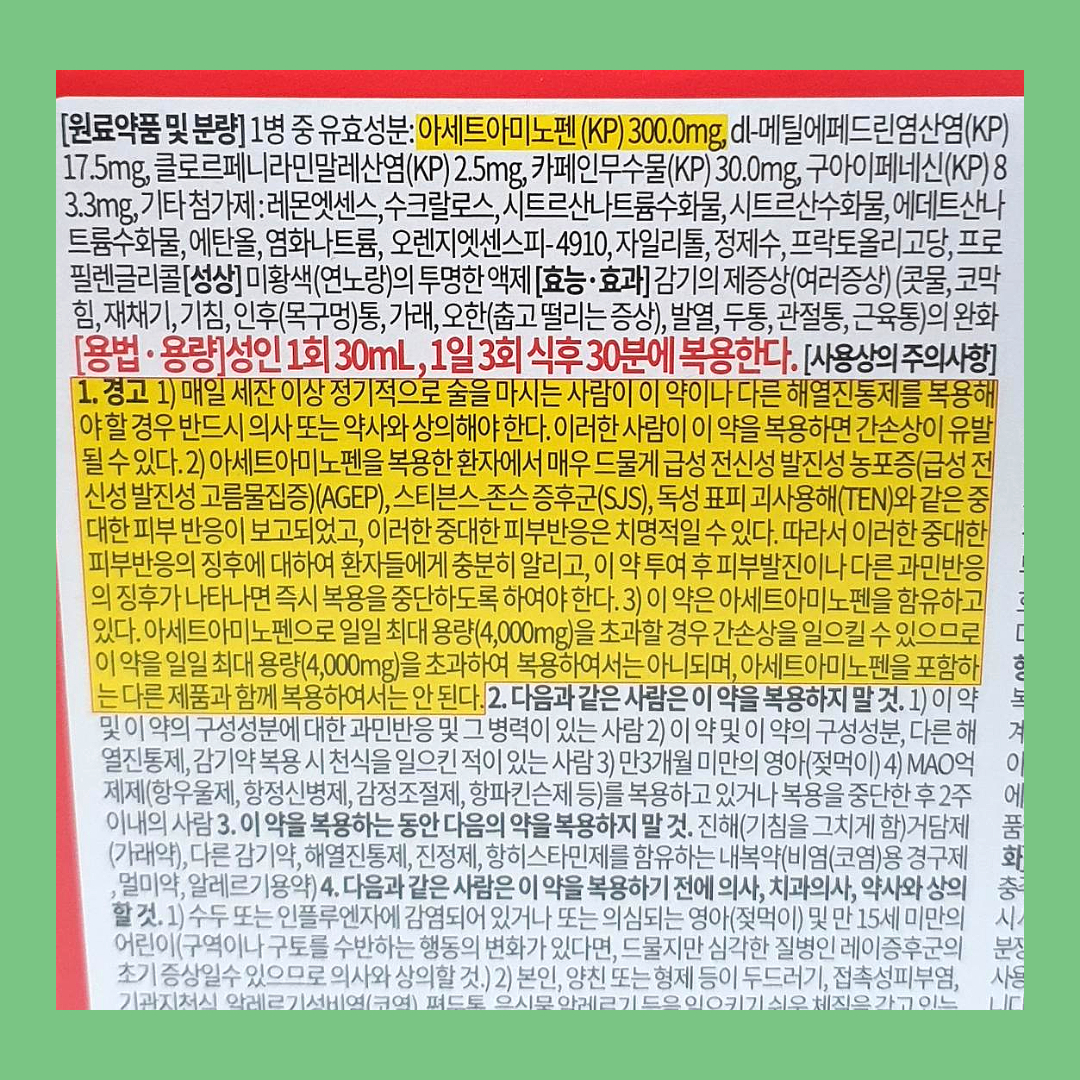 [원료약품 및 분량] 1병 중 유효성분: 아세트아미노펜 (KP) 300.0mg, dl-메틸에페드린염산염(KP)
17.5mg, 클로르페니라민말레산염(KP) 2.5mg, 카페인무수물(KP) 30.0mg, 구아이페네신(KP) 8
3.3mg, 기타 첨가제 : 레몬엣센스, 수크랄로스, 시트르산나트륨수화물, 시트르산수화물, 에데트산나
트륨수화물, 에탄올, 염화나트륨, 오렌지엣센스피-4910, 자일리톨, 정제수, 프락토올리고당, 프로
필렌글리콜[성상] 미황색(연노랑)의 투명한 액제 [효능·효과] 감기의 제증상(여러증상) (콧물, 코막
힘, 재채기, 기침, 인후(목구멍)통, 가래, 오한(춥고 떨리는 증상), 발열, 두통, 관절통, 근육통)의 완화
[용법·용량]성인 1회 30mL, 1일 3회 식후 30분에 복용한다. [사용상의 주의사항]
1. 경고 1) 매일 세잔 이상 정기적으로 술을 마시는 사람이 이 약이나 다른 해열진통제를 복용해
야 할 경우 반드시 의사 또는 약사와 상의해야 한다. 이러한 사람이 이 약을 복용하면 간손상이 유발
될 수 있다. 2) 아세트아미노펜을 복용한 환자에서 매우 드물게 급성 전신성 발진성 농포증(급성 전
신성 발진성 고름물집증)(AGEP), 스티븐스-존슨 증후군(SJS), 독성 표피 괴사용해(TEN)와 같은 중
대한 피부 반응이 보고되었고, 이러한 중대한 피부반응은 치명적일 수 있다. 따라서 이러한 중대한
피부반응의 징후에 대하여 환자들에게 충분히 알리고, 이 약 투여 후 피부발진이나 다른 과민반응
의 징후가 나타나면 즉시 복용을 중단하도록 하여야 한다. 3) 이 약은 아세트아미노펜을 함유하고
있다. 아세트아미노펜으로 일일 최대 용량(4,000mg)을 초과할 경우 간손상을 일으킬 수 있으므로
이 약을 일일 최대 용량(4,000mg)을 초과하여 복용하여서는 아니되며, 아세트아미노펜을 포함하
는 다른 제품과 함께 복용하여서는 안 된다. 2. 다음과 같은 사람은 이 약을 복용하지 말 것. 1) 이 약
및 이 약의 구성성분에 대한 과민반응 및 그 병력이 있는 사람 2) 이 약 및 이 약의 구성성분, 다른 해
열진통제, 감기약 복용 시 천식을 일으킨 적이 있는 사람 3) 만3개월 미만의 영아(젖먹이) 4) MAO억
제제(항우울제, 항정신병제, 감정조절제, 항파킨슨제 등)를 복용하고 있거나 복용을 중단한 후 2주
이내의 사람 3. 이 약을 복용하는 동안 다음의 약을 복용하지 말 것. 진해(기침을 그치게 함)거담제
(가래약), 다른 감기약, 해열진통제, 진정제, 항히스타민제를 함유하는 내복약(비염(코염)용 경구제
, 멀미약, 알레르기용약) 4. 다음과 같은 사람은 이 약을 복용하기 전에 의사, 치과의사, 약사와 상의
할 것. 1) 수두 또는 인플루엔자에 감염되어 있거나 또는 의심되는 영아(젖먹이) 및 만 15세 미만의
어린이(구역이나 구토를 수반하는 행동의 변화가 있다면, 드물지만 심각한 질병인 레이증후군의
초기 증상일수 있으므로 의사와 상의할 것.) 2) 본인, 양친 또는 형제 등이 두드러기, 접촉성피부염,
기관지천식, 알레르기성비염(코염), 편두통, 음식물알레르기 등을 일으키기 쉬운 체질을 갖고 있는